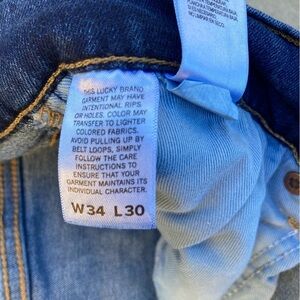 THIS LUCKY BRAND
GARMENT MAY HAVE
INTENTIONAL RIPS
OR HOLES. COLOR MAY
TRANSFER TO LIGHTER
COLORED FABRICS.
AVOID PULLING UP BY
BELT LOOPS, SIMPLY
FOLLOW THE CARE
INSTRUCTIONS TO
ENSURE THAT YOUR
GARMENT MAINTAINS ITS
INDIVIDUAL CHARACTER.
W34 L30